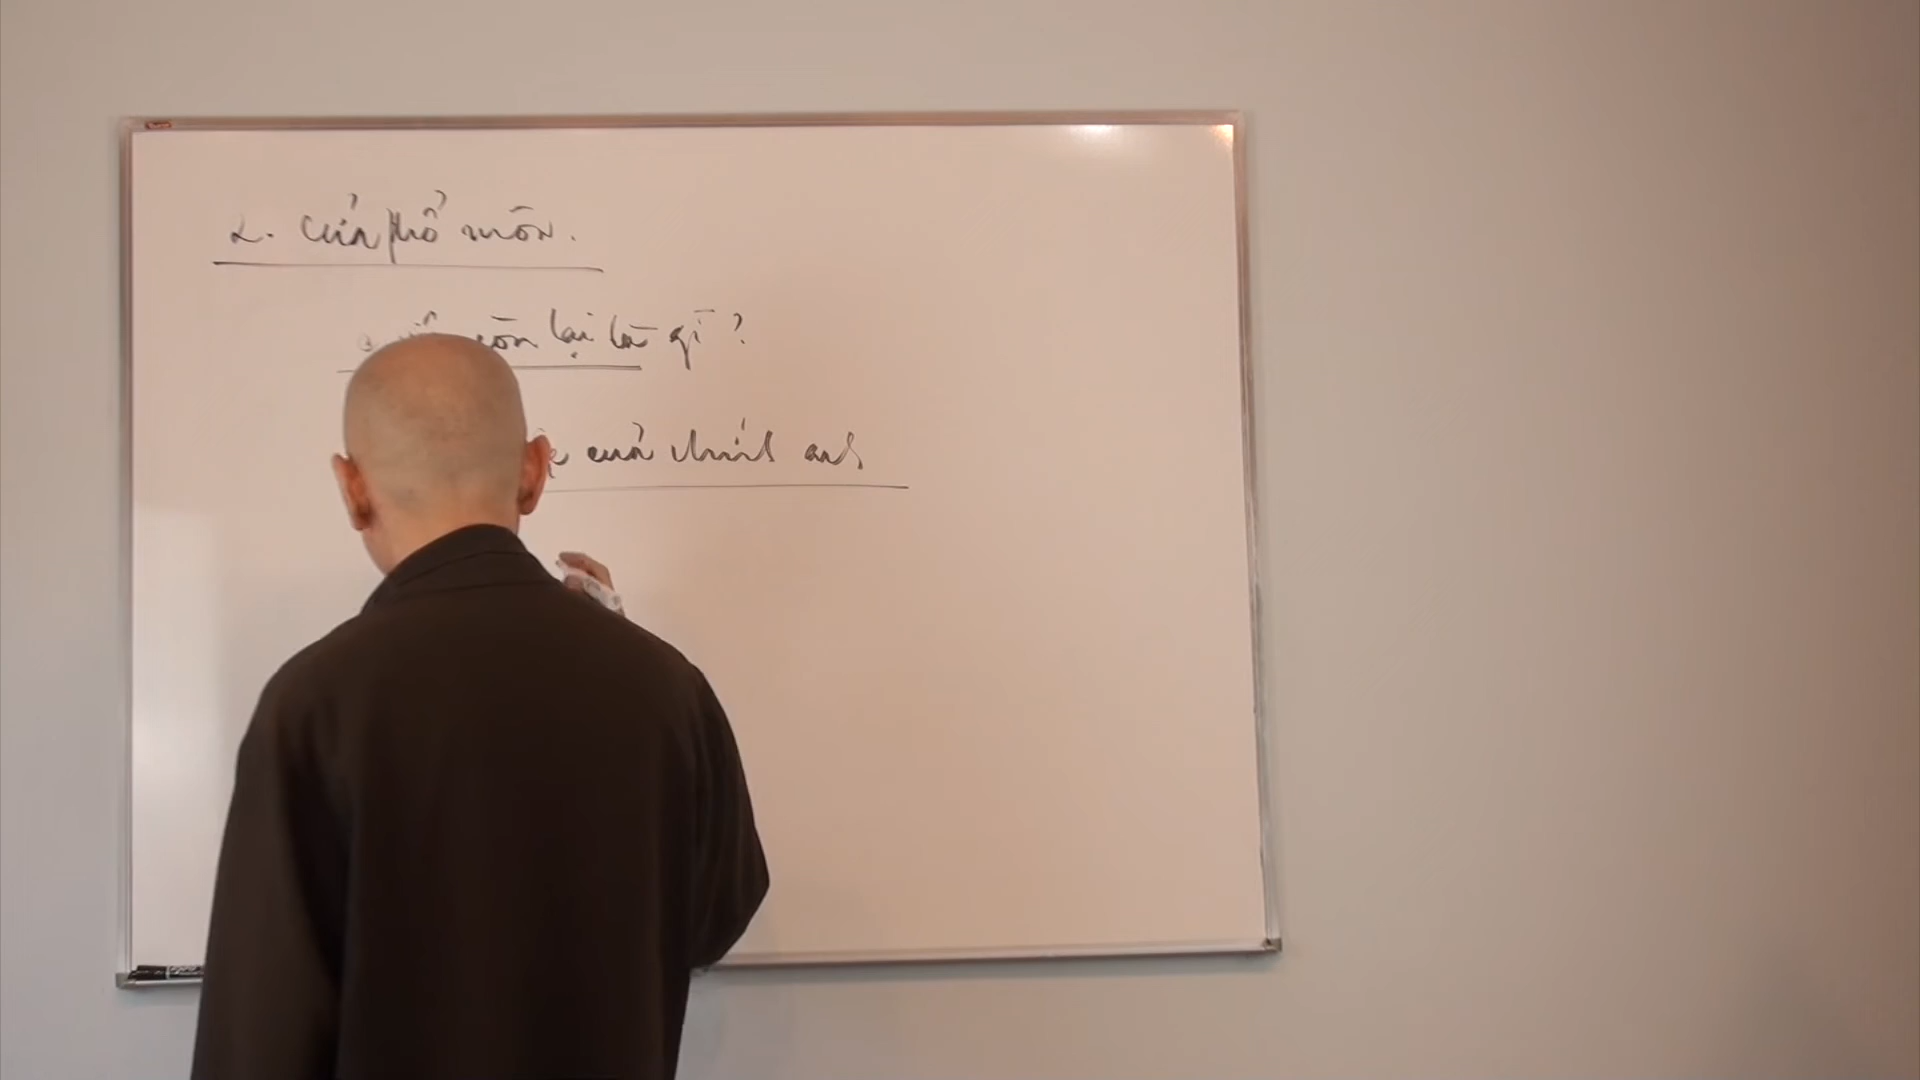 2. Cửa phổ môn.
còn lại là gì?
của chính anh